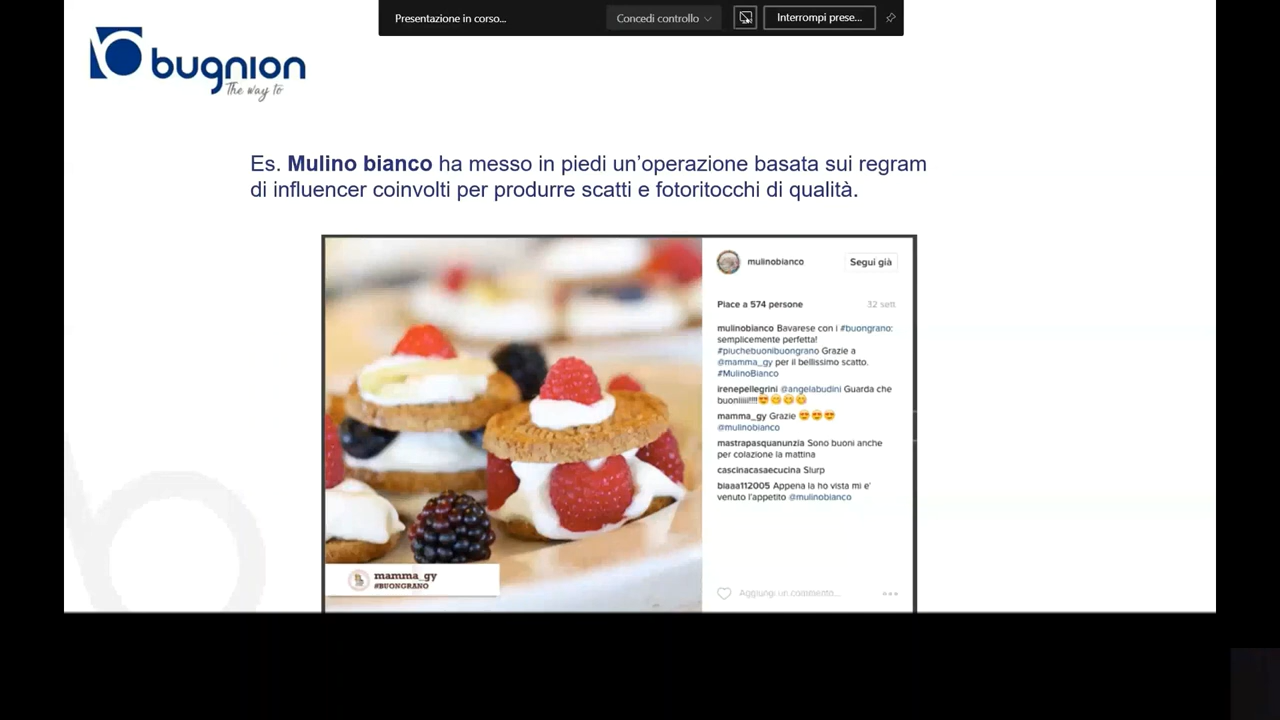 Presentazione in corso...
Concedi controllo
Interrompi prese...
bugnion
The way to
Es. Mulino bianco ha messo in piedi un’operazione basata sui regram
di influencer coinvolti per produrre scatti e fotoritocchi di qualità.
mulinobianco
Segui già
Piace a 574 persone
32 sett
mulinobianco Bavarese con i #buongrano:
semplicemente perfetta!
#piuchebuonibuongrano Grazie a
@mamma_gy per il bellissimo scatto.
#MulinoBianco
irenepellegrini @angelabudini Guarda che
buoniiiii!!!!😍😋😋😋
mamma_gy Grazie 😍😍😍
@mulinobianco
mastrapasquanunzia Sono buoni anche
per colazione la mattina
cascinacasaecucina Slurp
biaaa112005 Appena la ho vista mi e'
venuto l'appetito @mulinobianco
mamma_gy
#BUONGRANO
Aggiungi un commento...